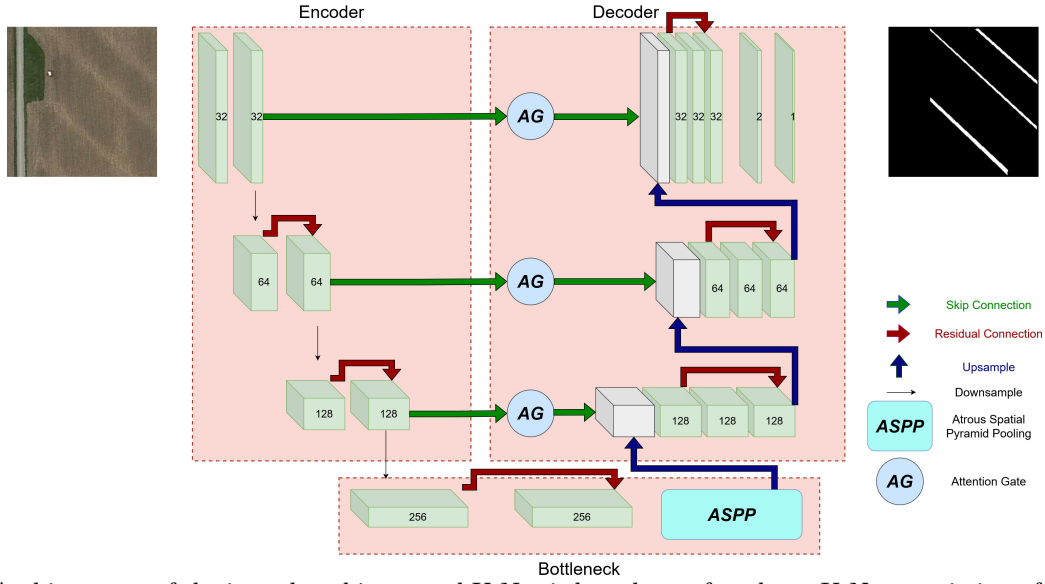 Encoder
Decoder
32
32
AG
32
32
32
2
1
64
64
AG
64
64
64
Skip Connection
Residual Connection
Upsample
Downsample
128
128
AG
128
128
128
ASPP
Atrous Spatial
Pyramid Pooling
AG
Attention Gate
256
256
ASPP
Bottleneck